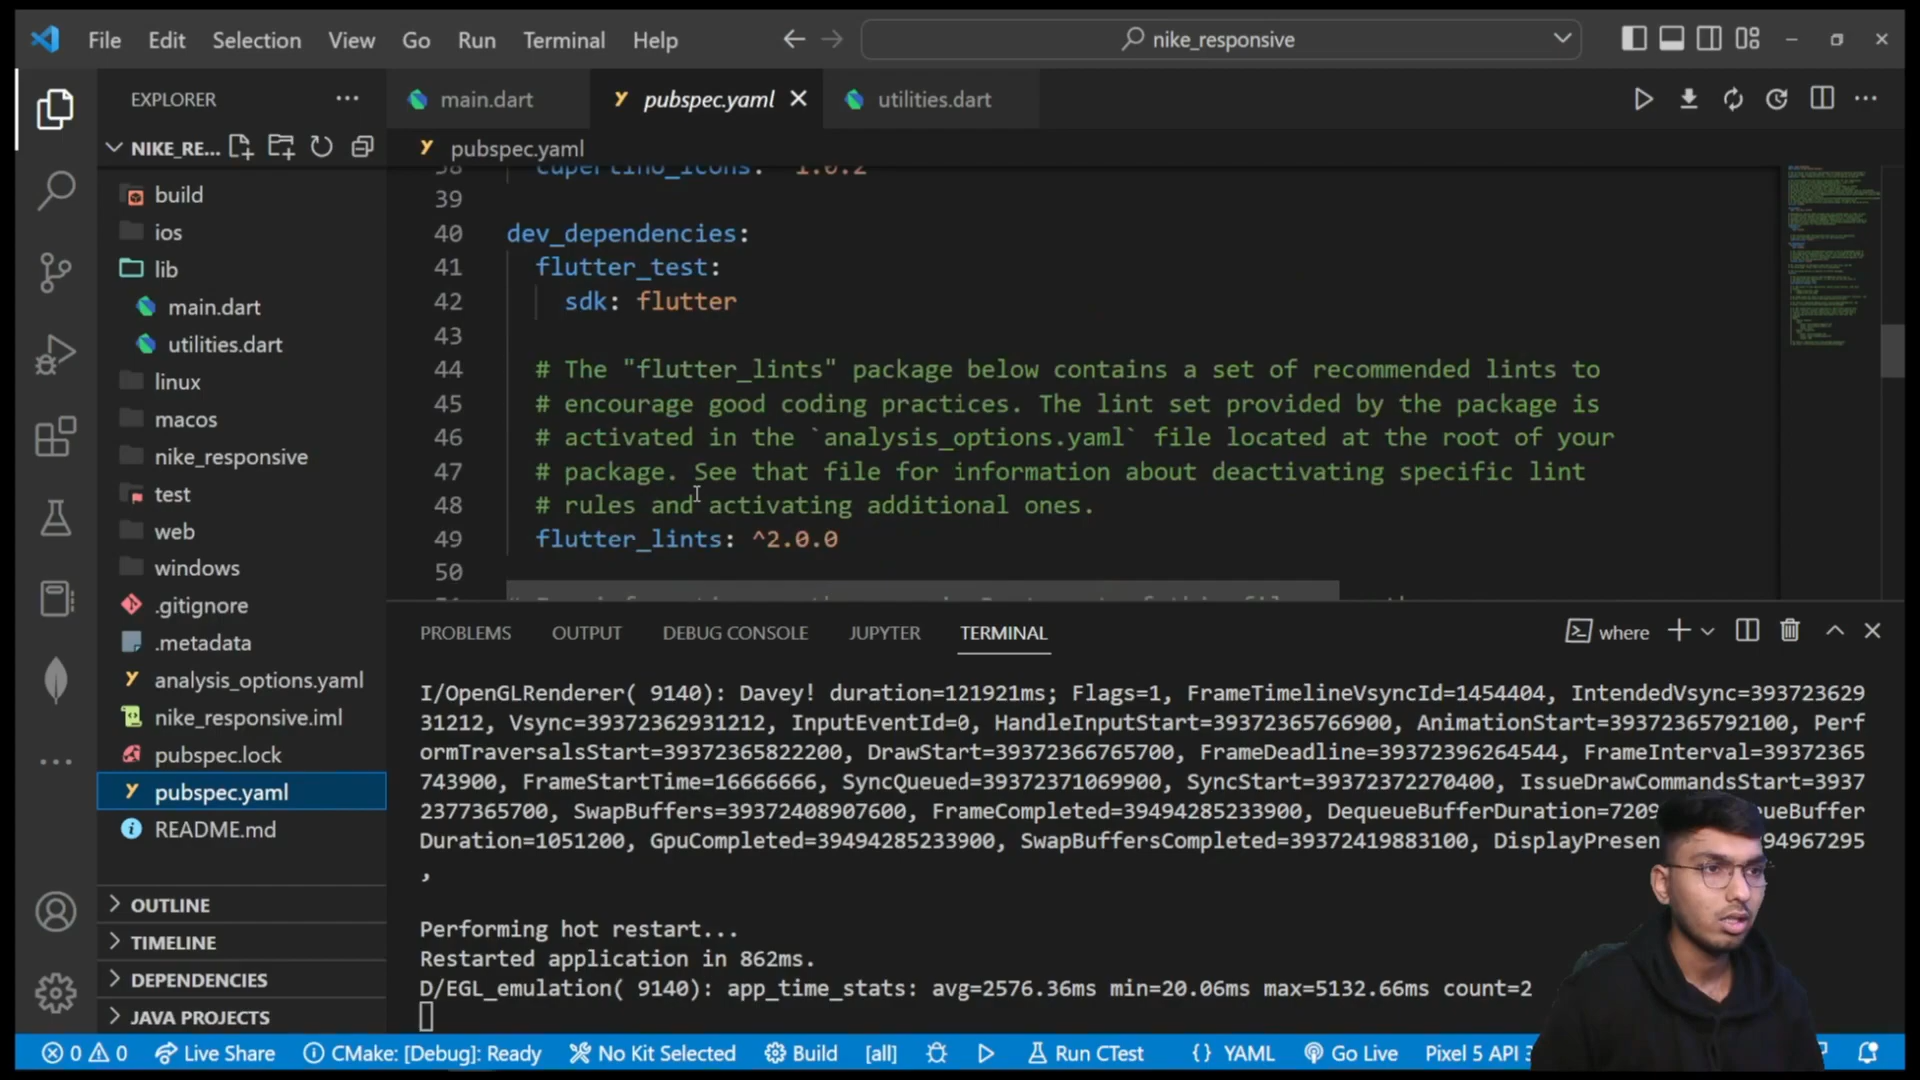 File Edit Selection View Go Run Terminal Help
nike_responsive
EXPLORER
main.dart
pubspec.yaml
utilities.dart
NIKE_RE...
pubspec.yaml
build
ios
lib
main.dart
utilities.dart
linux
macos
nike_responsive
test
web
windows
.gitignore
.metadata
analysis_options.yaml
nike_responsive.iml
pubspec.lock
pubspec.yaml
README.md
OUTLINE
TIMELINE
DEPENDENCIES
JAVA PROJECTS
38 cupertino_icons: ^1.0.2
39
40 dev_dependencies:
41 flutter_test:
42 sdk: flutter
43
44 # The "flutter_lints" package below contains a set of recommended lints to
45 # encourage good coding practices. The lint set provided by the package is
46 # activated in the `analysis_options.yaml` file located at the root of your
47 # package. See that file for information about deactivating specific lint
48 # rules and activating additional ones.
49 flutter_lints: ^2.0.0
50
PROBLEMS OUTPUT DEBUG CONSOLE JUPYTER TERMINAL
where
I/OpenGLRenderer( 9140): Davey! duration=121921ms; Flags=1, FrameTimelineVsyncId=1454404, IntendedVsync=393723629
31212, Vsync=39372362931212, InputEventId=0, HandleInputStart=39372365766900, AnimationStart=39372365792100, Perf
ormTraversalsStart=39372365822200, DrawStart=39372366765700, FrameDeadline=39372396264544, FrameInterval=39372365
743900, FrameStartTime=16666666, SyncQueued=39372371069900, SyncStart=39372372270400, IssueDrawCommandsStart=3937
2377365700, SwapBuffers=39372408907600, FrameCompleted=39494285233900, DequeueBufferDuration=7209 ueBuffer
Duration=1051200, GpuCompleted=39494285233900, SwapBuffersCompleted=39372419883100, DisplayPresen 94967295
,
Performing hot restart...
Restarted application in 862ms.
D/EGL_emulation( 9140): app_time_stats: avg=2576.36ms min=20.06ms max=5132.66ms count=2
0 0 Live Share CMake: [Debug]: Ready No Kit Selected Build [all] Run CTest {} YAML Go Live Pixel 5 API